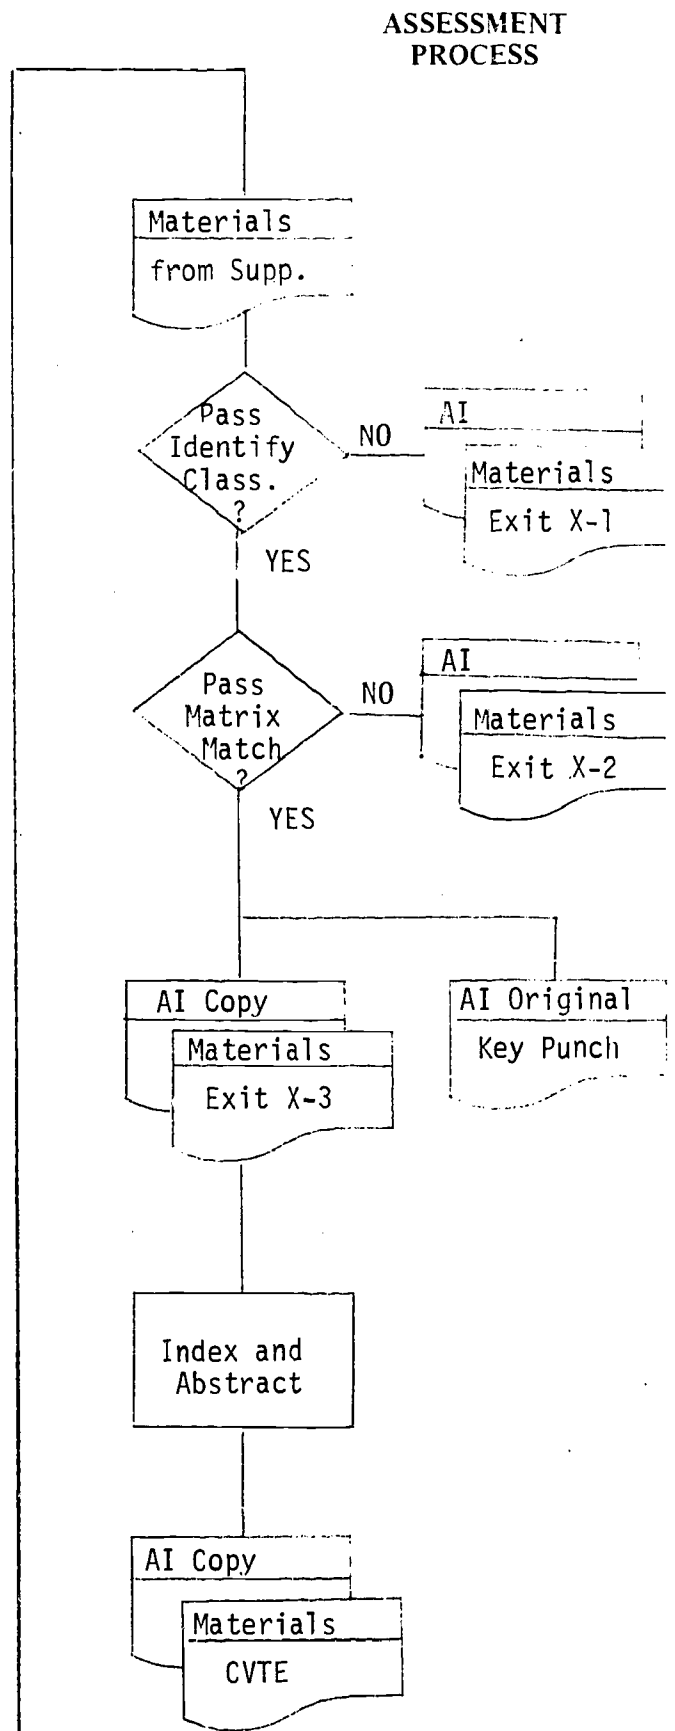 ASSESSMENT
PROCESS
Materials
from Supp.
Pass
Identify
Class.
?
NO
AI
Materials
Exit X-1
YES
Pass
Matrix
Match
?
NO
AI
Materials
Exit X-2
YES
AI Copy
Materials
Exit X-3
AI Original
Key Punch
Index and
Abstract
AI Copy
Materials
CVTE